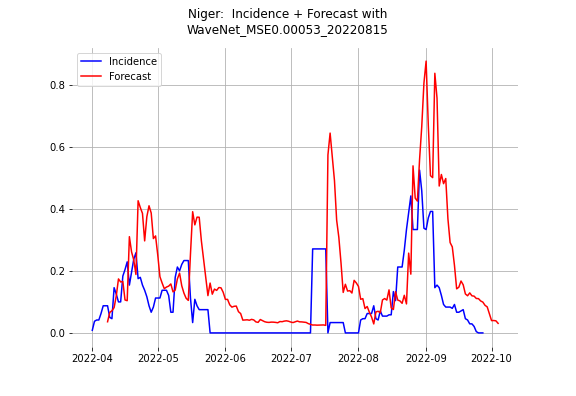 Niger:  Incidence + Forecast with
WaveNet_MSE0.00053_20220815
Incidence
Forecast
0.8
0.6
0.4
0.2
0.0
2022-04 2022-05 2022-06 2022-07 2022-08 2022-09 2022-10